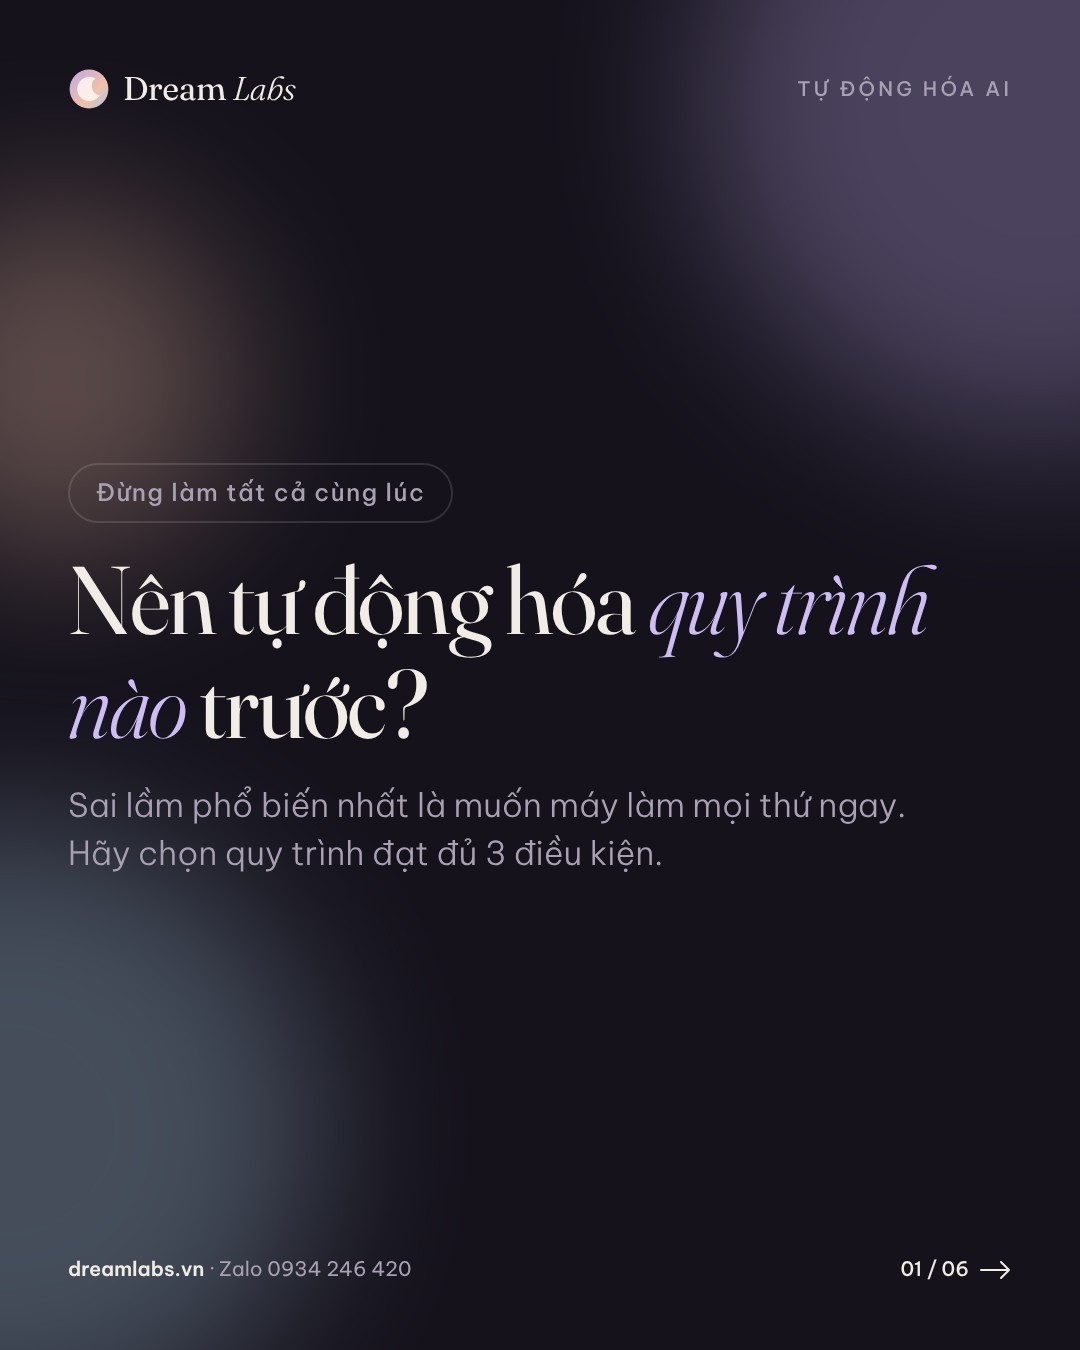 Dream Labs
TỰ ĐỘNG HÓA AI
Đừng làm tất cả cùng lúc
Nên tự động hóa quy trình
nào trước?
Sai lầm phổ biến nhất là muốn máy làm mọi thứ ngay.
Hãy chọn quy trình đạt đủ 3 điều kiện.
dreamlabs.vn · Zalo 0934 246 420
01 / 06 →